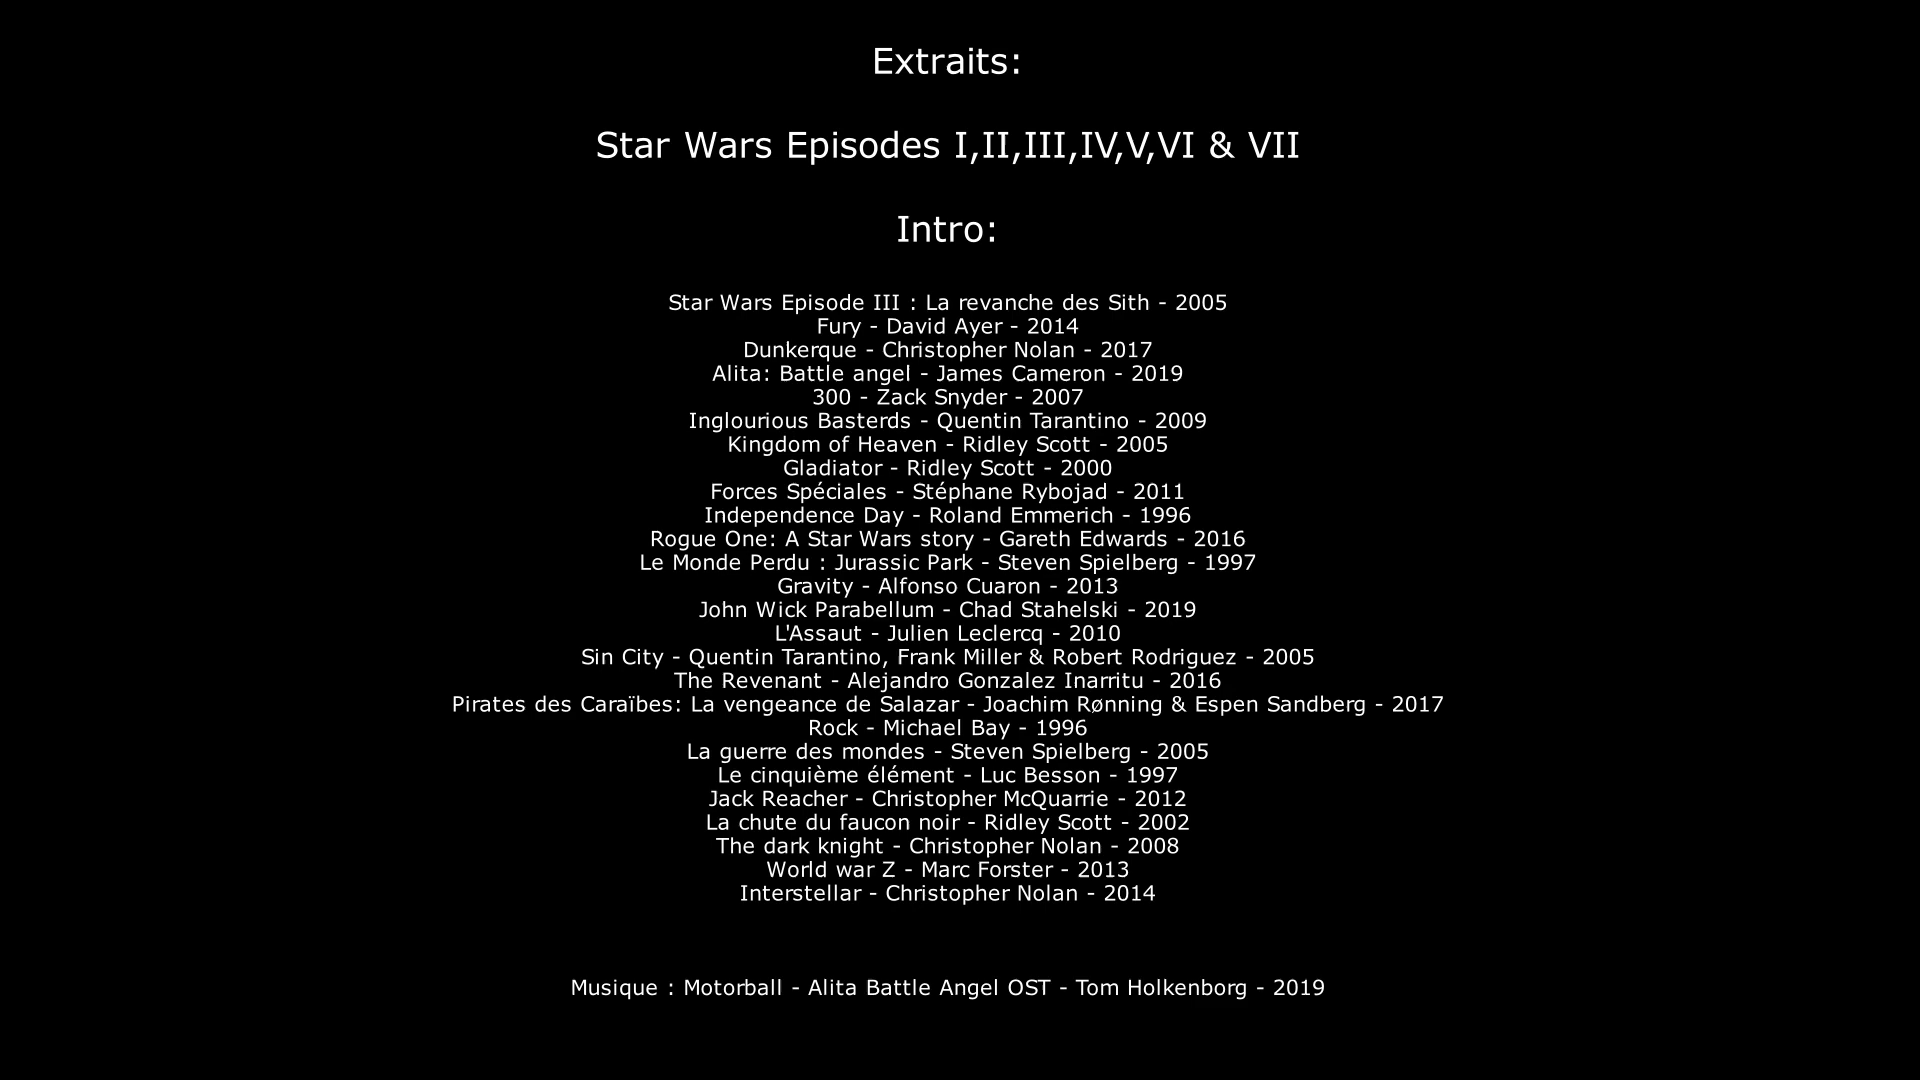 Extraits:
Star Wars Episodes I,II,III,IV,V,VI & VII
Intro:
Star Wars Episode III : La revanche des Sith - 2005
Fury - David Ayer - 2014
Dunkerque - Christopher Nolan - 2017
Alita: Battle angel - James Cameron - 2019
300 - Zack Snyder - 2007
Inglourious Basterds - Quentin Tarantino - 2009
Kingdom of Heaven - Ridley Scott - 2005
Gladiator - Ridley Scott - 2000
Forces Spéciales - Stéphane Rybojad - 2011
Independence Day - Roland Emmerich - 1996
Rogue One: A Star Wars story - Gareth Edwards - 2016
Le Monde Perdu : Jurassic Park - Steven Spielberg - 1997
Gravity - Alfonso Cuaron - 2013
John Wick Parabellum - Chad Stahelski - 2019
L'Assaut - Julien Leclercq - 2010
Sin City - Quentin Tarantino, Frank Miller & Robert Rodriguez - 2005
The Revenant - Alejandro Gonzalez Inarritu - 2016
Pirates des Caraïbes: La vengeance de Salazar - Joachim Rønning & Espen Sandberg - 2017
Rock - Michael Bay - 1996
La guerre des mondes - Steven Spielberg - 2005
Le cinquième élément - Luc Besson - 1997
Jack Reacher - Christopher McQuarrie - 2012
La chute du faucon noir - Ridley Scott - 2002
The dark knight - Christopher Nolan - 2008
World war Z - Marc Forster - 2013
Interstellar - Christopher Nolan - 2014
Musique : Motorball - Alita Battle Angel OST - Tom Holkenborg - 2019